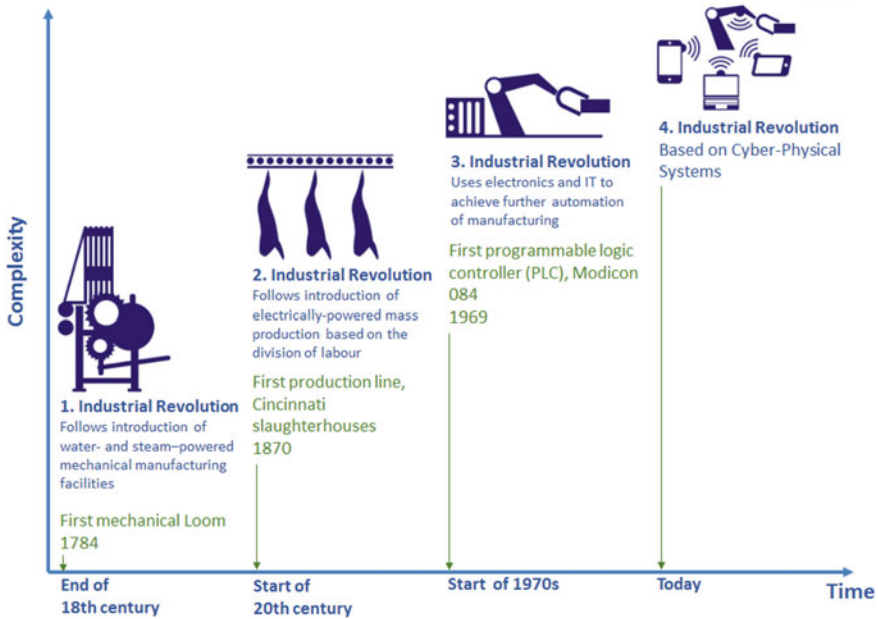 Complexity
1. Industrial Revolution
Follows introduction of
water- and steam–powered
mechanical manufacturing
facilities
First mechanical Loom
1784
2. Industrial Revolution
Follows introduction of
electrically-powered mass
production based on the
division of labour
First production line,
Cincinnati
slaughterhouses
1870
3. Industrial Revolution
Uses electronics and IT to
achieve further automation
of manufacturing
First programmable logic
controller (PLC), Modicon
084
1969
4. Industrial Revolution
Based on Cyber-Physical
Systems
End of
18th century
Start of
20th century
Start of 1970s
Today
Time